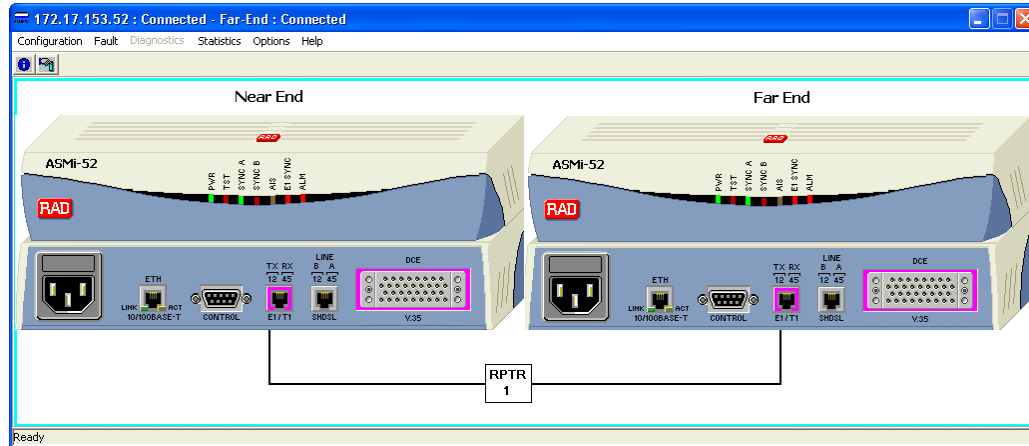 172.17.153.52 : Connected - Far-End : Connected
Configuration Fault Diagnostics Statistics Options Help
Near End
Far End
RAD
ASMi-52
PWR
TST
SYNC A
SYNC B
AIS
E1 SYNC
ALM
RAD
ETH
LINK
ACT
10/100BASE-T
CONTROL
TX RX
12 45
E1/T1
LINE
B A
12 45
SHDSL
DCE
V.35
RAD
ASMi-52
PWR
TST
SYNC A
SYNC B
AIS
E1 SYNC
ALM
RAD
ETH
LINK
ACT
10/100BASE-T
CONTROL
TX RX
12 45
E1/T1
LINE
B A
12 45
SHDSL
DCE
V.35
RPTR
1
Ready